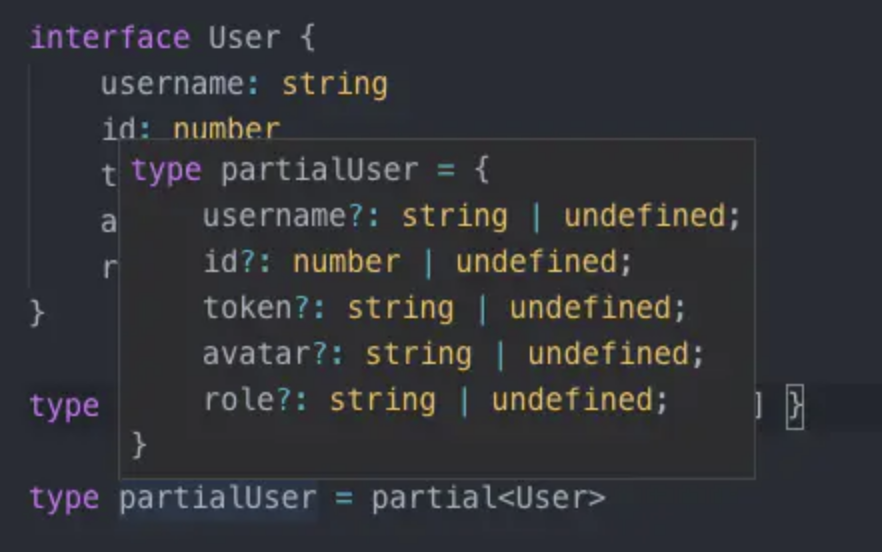 interface User {
username: string
id: number
t
type partialUser = {
a
username?: string | undefined;
id?: number | undefined;
r
token?: string | undefined;
}
avatar?: string | undefined;
type
role?: string | undefined;
] }
}
type partialUser = partial<User>